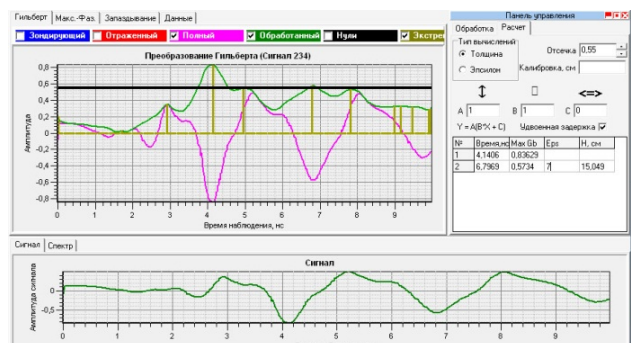 Гильберт Макс.-Фаз. Запаздывание Данные
Зондирующий Отраженный Полный Обработанный Нули Экстре
Преобразование Гильберта (Сигнал 234)
Амплитуда
0,8
0,6
0,4
0,2
0
-0,2
-0,4
-0,6
-0,8
0 1 2 3 4 5 6 7 8 9
Время наблюдения, нс
Панель управления
Обработка Расчет
Тип вычислений
Толщина
Эпсилон
Отсечка 0,55
Калибровка, см
<=>
A 1 B 1 C 0
Y = A(B*X + C) Удвоенная задержка
№ Время,нс Max Gb Eps H, см
1 4,1406 0,83629
2 6,7969 0,5734 7 15,049
Сигнал Спектр
Сигнал
Амплитуда сигнала
0
-0,5
0 1 2 3 4 5 6 7 8 9